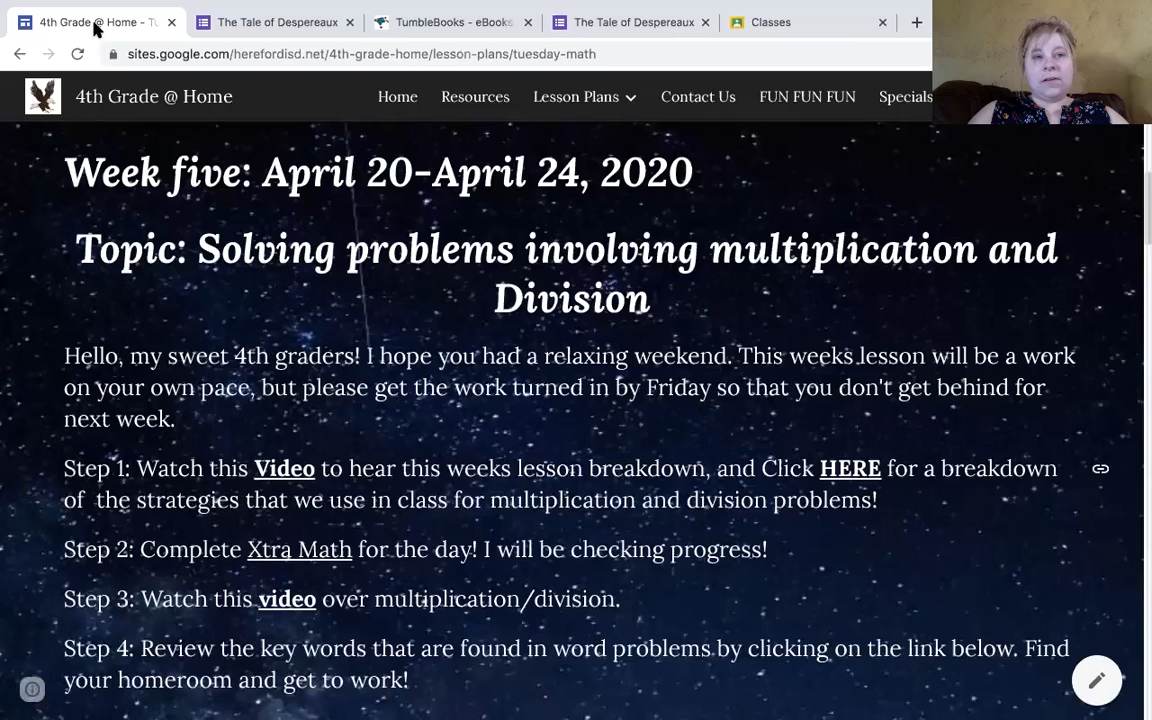 4th Grade @ Home - Tu
The Tale of Despereaux
TumbleBooks - eBooks
The Tale of Despereaux
Classes
sites.google.com/herefordisd.net/4th-grade-home/lesson-plans/tuesday-math
4th Grade @ Home
Home
Resources
Lesson Plans
Contact Us
FUN FUN FUN
Specials
Week five: April 20-April 24, 2020
Topic: Solving problems involving multiplication and
Division
Hello, my sweet 4th graders! I hope you had a relaxing weekend. This weeks lesson will be a work
on your own pace, but please get the work turned in by Friday so that you don't get behind for
next week.
Step 1: Watch this Video to hear this weeks lesson breakdown, and Click HERE for a breakdown
of the strategies that we use in class for multiplication and division problems!
Step 2: Complete Xtra Math for the day! I will be checking progress!
Step 3: Watch this video over multiplication/division.
Step 4: Review the key words that are found in word problems by clicking on the link below. Find
your homeroom and get to work!